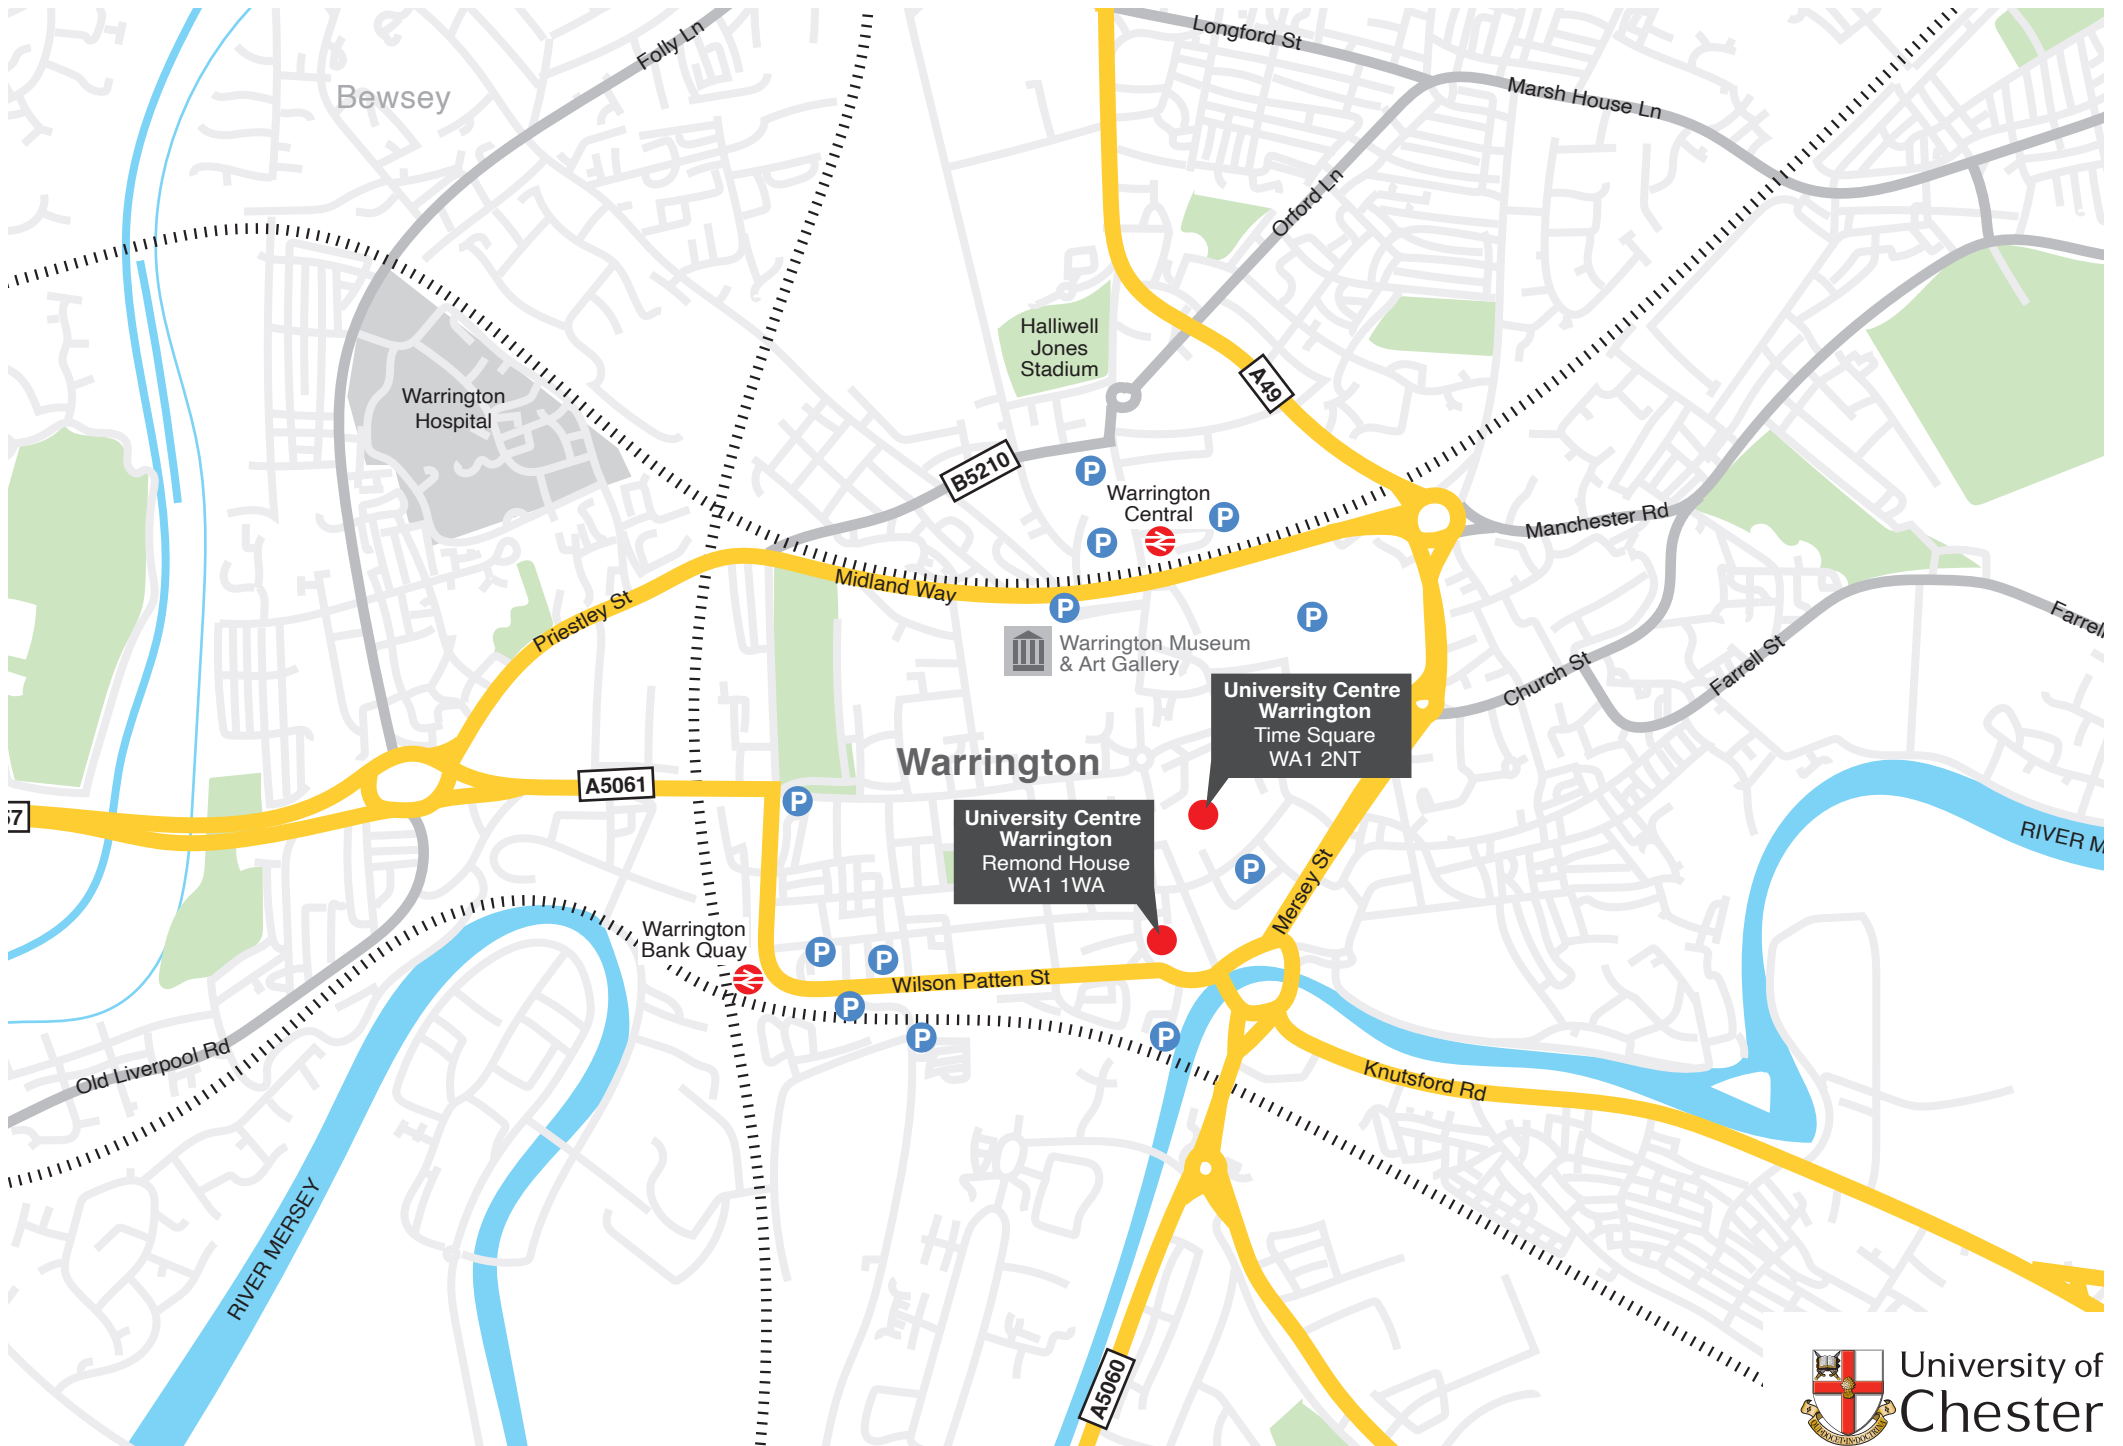 Longford St
Folly Ln
Marsh House Ln
Bewsey
Orford Ln
Halliwell
Jones
Stadium
A49
Warrington
Hospital
B5210
P
Warrington
Central
P
P
Manchester Rd
Midland Way
P
P
Priestley St
Farrell
Warrington Museum
& Art Gallery
Church St
Farrell St
University Centre
Warrington
Time Square
WA1 2NT
Warrington
A5061
P
57
University Centre
Warrington
Remond House
WA1 1WA
RIVER M
P
Mersey St
Warrington
Bank Quay
P
P
Wilson Patten St
P
P
P
Old Liverpool Rd
Knutsford Rd
RIVER MERSEY
A5060
University of
Chester